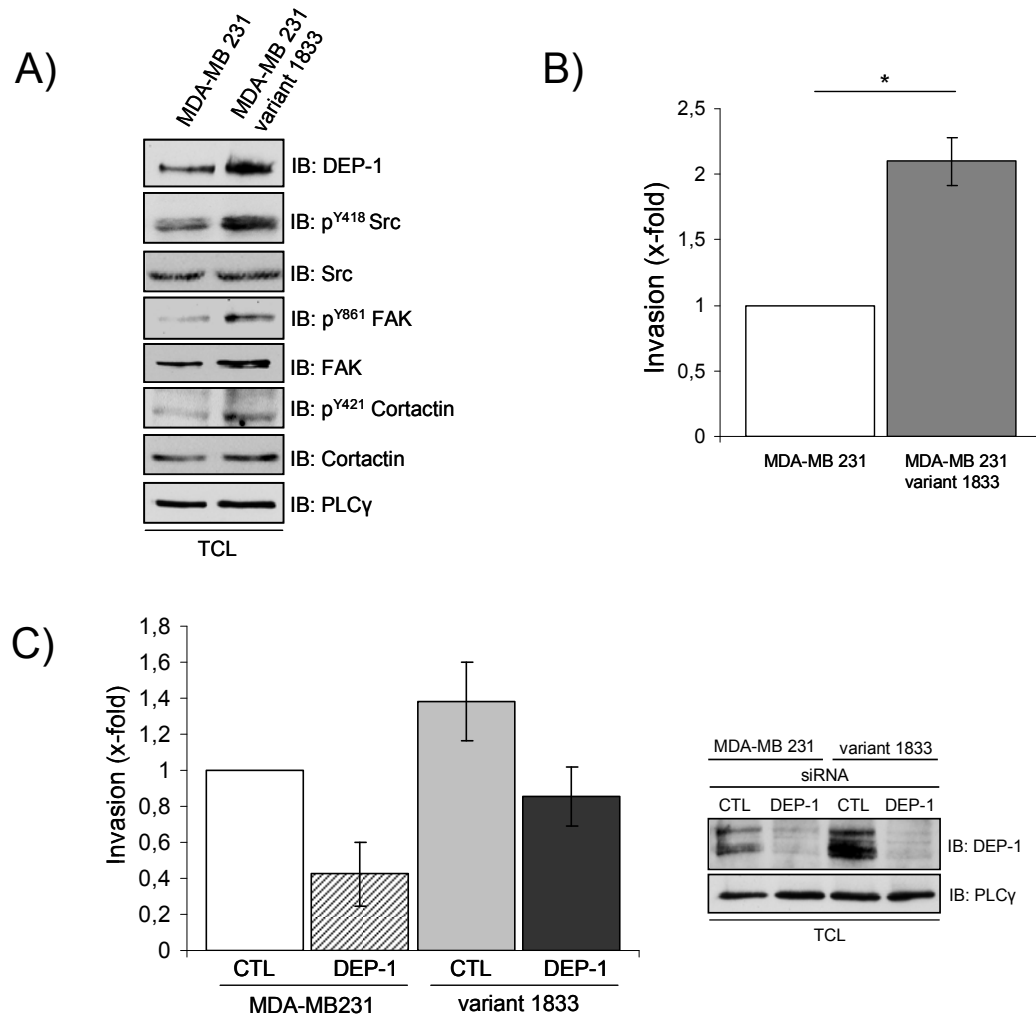 A)
MDA-MB 231
MDA-MB 231
variant 1833
IB: DEP-1
IB: pY418 Src
IB: Src
IB: pY861 FAK
IB: FAK
IB: pY421 Cortactin
IB: Cortactin
IB: PLCγ
TCL
B)
*
2,5
2
1,5
1
0,5
0
Invasion (x-fold)
MDA-MB 231
MDA-MB 231
variant 1833
C)
1,8
1,6
1,4
1,2
1
0,8
0,6
0,4
0,2
0
Invasion (x-fold)
CTL DEP-1 CTL DEP-1
MDA-MB231 variant 1833
MDA-MB 231 variant 1833
siRNA
CTL DEP-1 CTL DEP-1
IB: DEP-1
IB: PLCγ
TCL